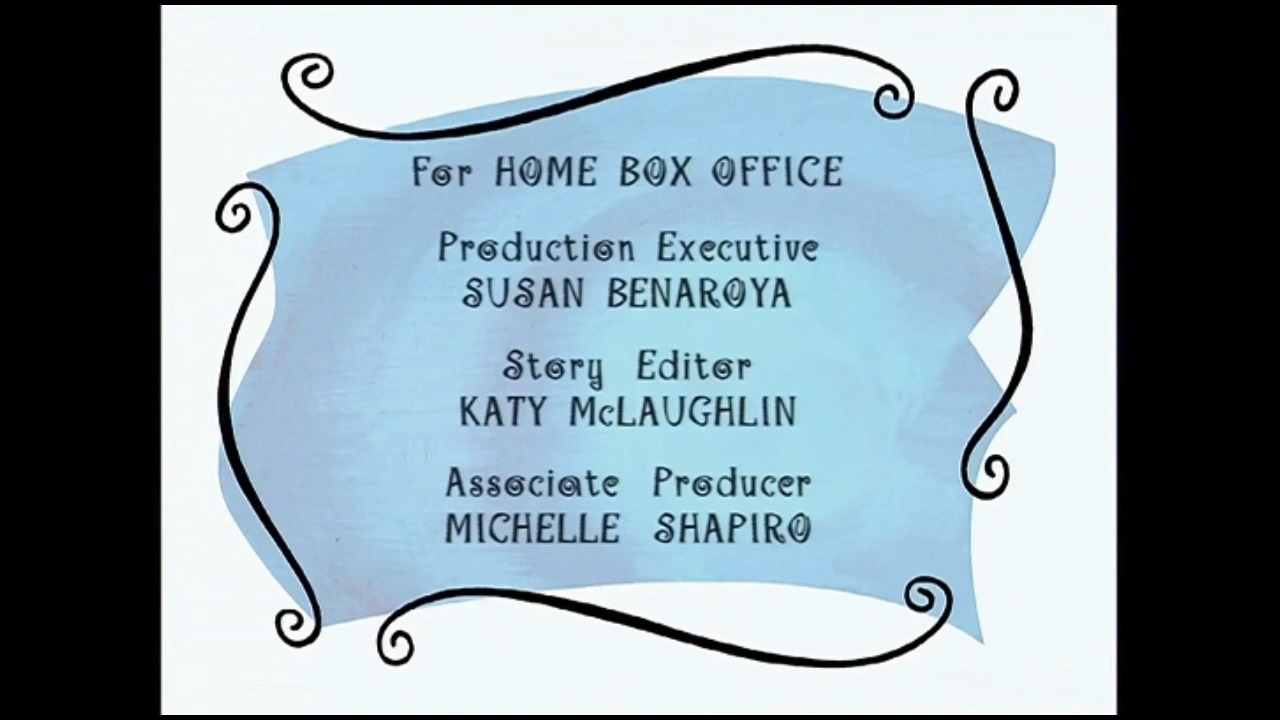 For HOME BOX OFFICE
Production Executive
SUSAN BENAROYA
Story Editor
KATY McLAUGHLIN
Associate Producer
MICHELLE SHAPIRO